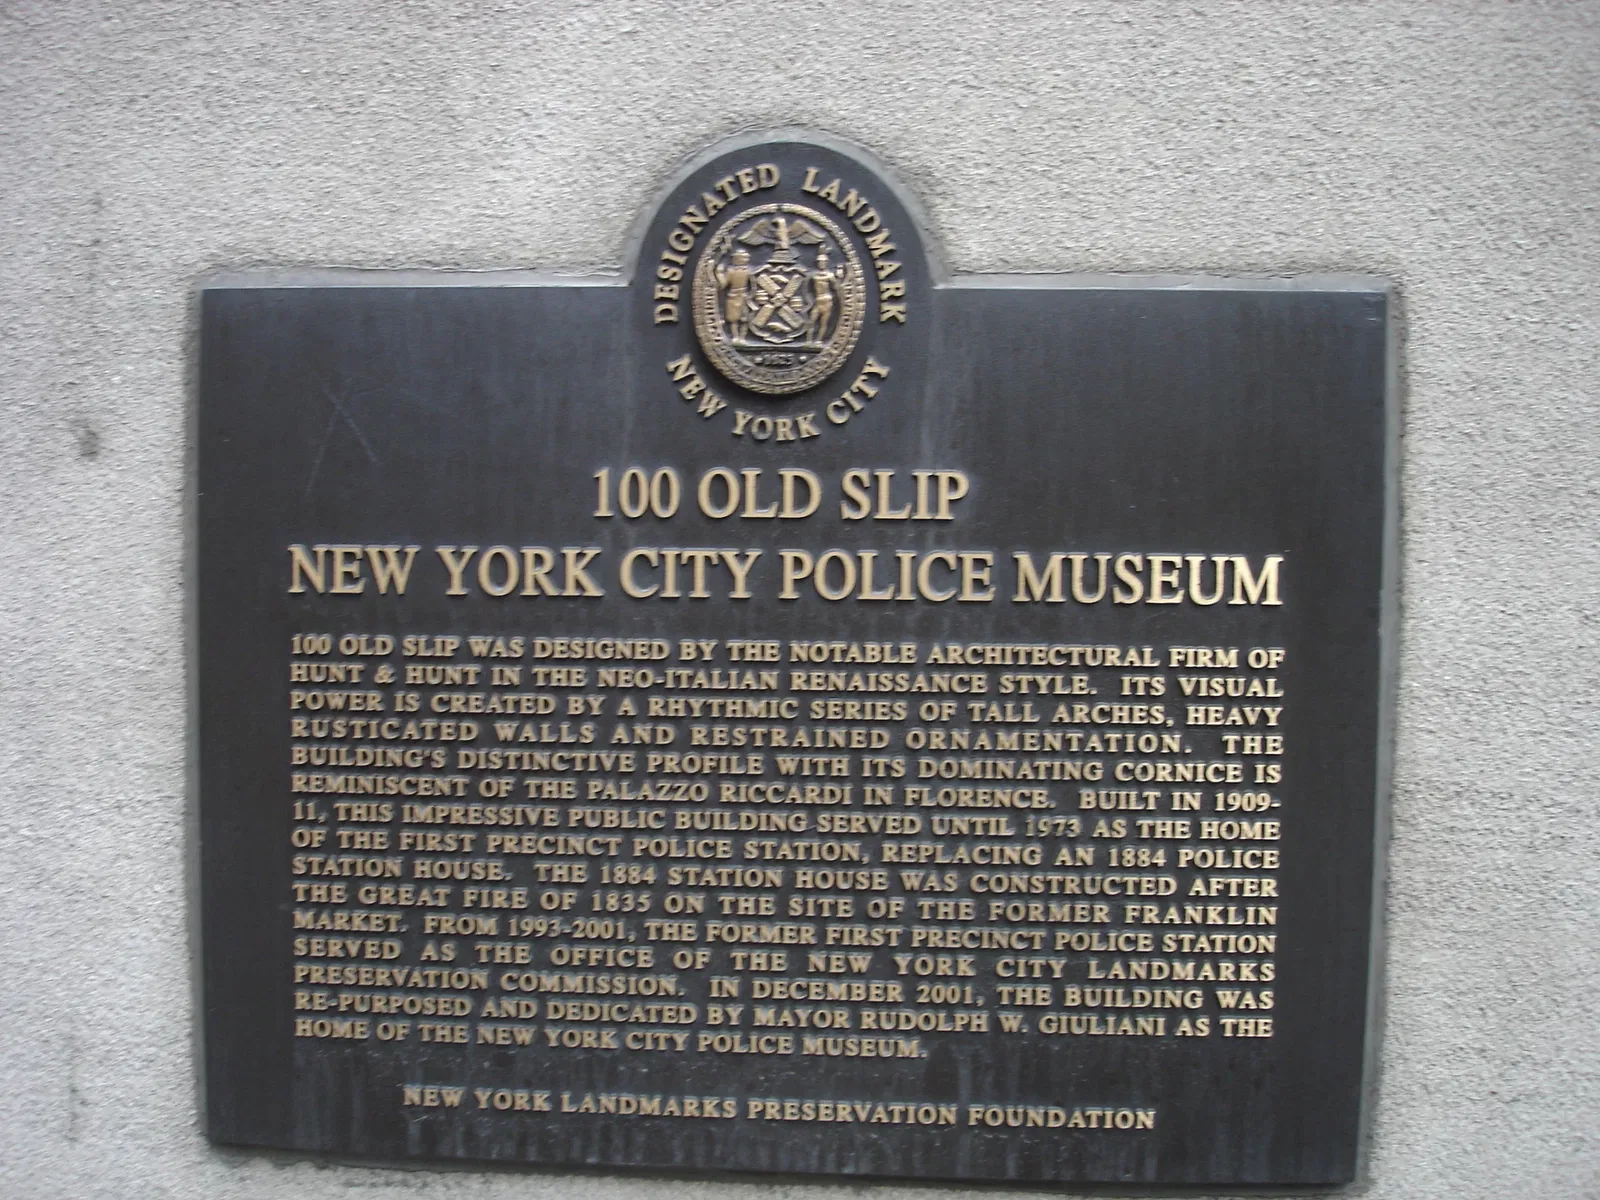 DESIGNATED LANDMARK
NEW YORK CITY
100 OLD SLIP
NEW YORK CITY POLICE MUSEUM
100 OLD SLIP WAS DESIGNED BY THE NOTABLE ARCHITECTURAL FIRM OF
HUNT & HUNT IN THE NEO-ITALIAN RENAISSANCE STYLE. ITS VISUAL
POWER IS CREATED BY A RHYTHMIC SERIES OF TALL ARCHES, HEAVY
RUSTICATED WALLS AND RESTRAINED ORNAMENTATION. THE
BUILDING'S DISTINCTIVE PROFILE WITH ITS DOMINATING CORNICE IS
REMINISCENT OF THE PALAZZO RICCARDI IN FLORENCE. BUILT IN 1909-
11, THIS IMPRESSIVE PUBLIC BUILDING SERVED UNTIL 1973 AS THE HOME
OF THE FIRST PRECINCT POLICE STATION, REPLACING AN 1884 POLICE
STATION HOUSE. THE 1884 STATION HOUSE WAS CONSTRUCTED AFTER
THE GREAT FIRE OF 1835 ON THE SITE OF THE FORMER FRANKLIN
MARKET. FROM 1993-2001, THE FORMER FIRST PRECINCT POLICE STATION
SERVED AS THE OFFICE OF THE NEW YORK CITY LANDMARKS
PRESERVATION COMMISSION. IN DECEMBER 2001, THE BUILDING WAS
RE-PURPOSED AND DEDICATED BY MAYOR RUDOLPH W. GIULIANI AS THE
HOME OF THE NEW YORK CITY POLICE MUSEUM.
NEW YORK LANDMARKS PRESERVATION FOUNDATION